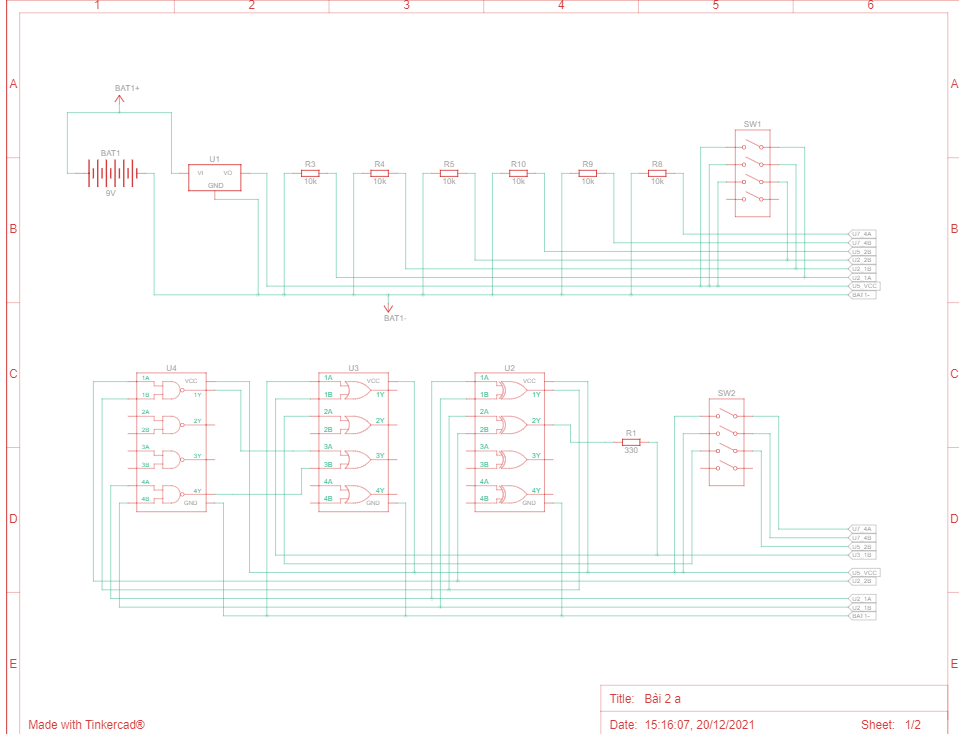 1 2 3 4 5 6
A A
BAT1+
SW1
BAT1
9V
U1
VI VO
GND
R3 R4 R5 R10 R9 R8
10k 10k 10k 10k 10k 10k
B B
U7_4A
U7_4B
U5_2B
U2_2B
U2_1B
U2_1A
U5_VCC
BAT1-
BAT1-
C C
U4 U3 U2
1A VCC 1A VCC 1A VCC
1B 1Y 1B 1Y 1B 1Y
2A 2A 2A
2Y 2Y 2Y
2B 2B 2B
3A 3A 3A
3Y 3Y 3Y
3B 3B 3B
4A 4A 4A
4Y 4Y 4Y
4B GND 4B GND 4B GND
R1
330
SW2
D D
U7_4A
U7_4B
U5_2B
U3_1B
U5_VCC
U2_2B
U2_1A
U2_1B
BAT1-
E E
Title: Bài 2 a
Made with Tinkercad®
Date: 15:16:07, 20/12/2021 Sheet: 1/2